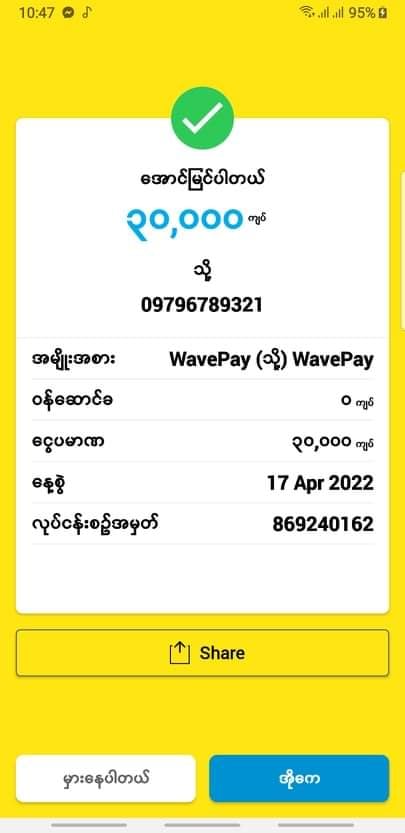 10:47 95%
အောင်မြင်ပါတယ်
၃၀,၀၀၀ ကျပ်
သို့
09796789321
အမျိုးအစား WavePay (သို့) WavePay
ဝန်ဆောင်ခ ၀ ကျပ်
ငွေပမာဏ ၃၀,၀၀၀ ကျပ်
နေ့စွဲ 17 Apr 2022
လုပ်ငန်းစဥ်အမှတ် 869240162
Share
မှားနေပါတယ် အိုကေ